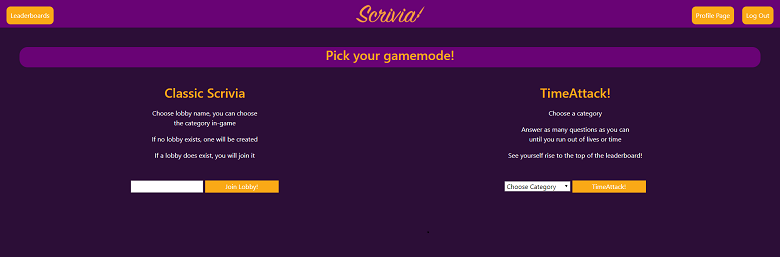 Leaderboards
Scrivia!
Profile Page
Log Out
Pick your gamemode!
Classic Scrivia
Choose lobby name, you can choose
the category in-game
If no lobby exists, one will be created
If a lobby does exist, you will join it
Join Lobby!
TimeAttack!
Choose a category
Answer as many questions as you can
until you run out of lives or time
See yourself rise to the top of the leaderboard!
Choose Category
TimeAttack!